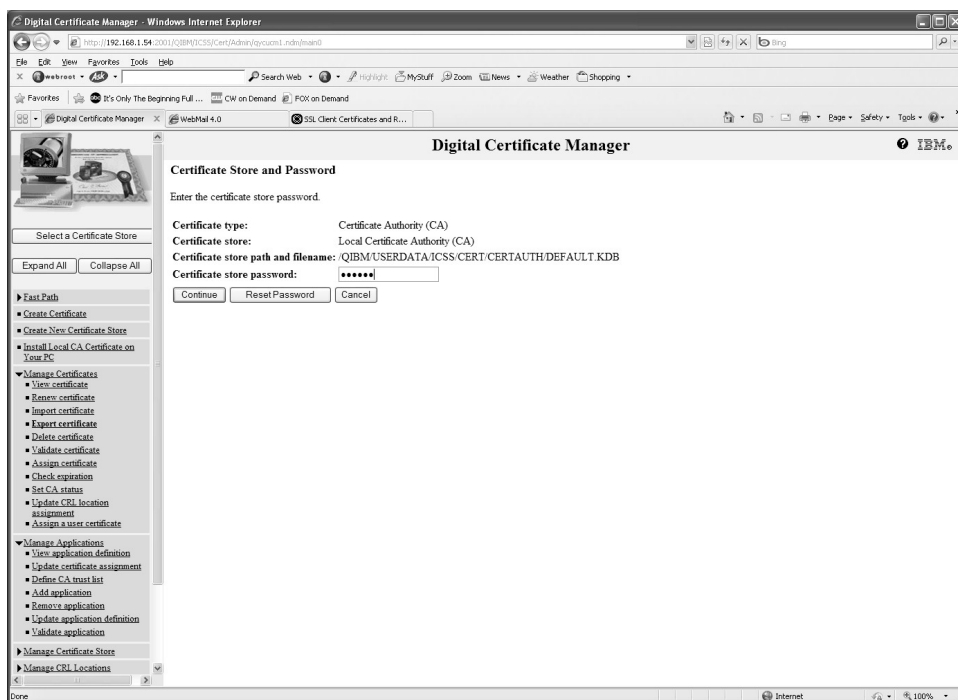 Digital Certificate Manager - Windows Internet Explorer
http://192.168.1.54:2001/QIBM/ICSS/Cert/Admin/qycucm1.ndm/main0
Bing
File Edit View Favorites Tools Help
webroot Ask Search Web Highlight MyStuff Zoom News Weather Shopping
Favorites It's Only The Beginning Full ... CW on Demand FOX on Demand
Digital Certificate Manager WebMail 4.0 SSL Client Certificates and R... Page Safety Tools
Digital Certificate Manager
IBM
Select a Certificate Store
Expand All Collapse All
Fast Path
Create Certificate
Create New Certificate Store
Install Local CA Certificate on
Your PC
Manage Certificates
View certificate
Renew certificate
Import certificate
Export certificate
Delete certificate
Validate certificate
Assign certificate
Check expiration
Set CA status
Update CRL location
assignment
Assign a user certificate
Manage Applications
View application definition
Update certificate assignment
Define CA trust list
Add application
Remove application
Update application definition
Validate application
Manage Certificate Store
Manage CRL Locations
Certificate Store and Password
Enter the certificate store password.
Certificate type: Certificate Authority (CA)
Certificate store: Local Certificate Authority (CA)
Certificate store path and filename: /QIBM/USERDATA/ICSS/CERT/CERTAUTH/DEFAULT.KDB
Certificate store password: ••••••
Continue Reset Password Cancel
Done Internet 100%